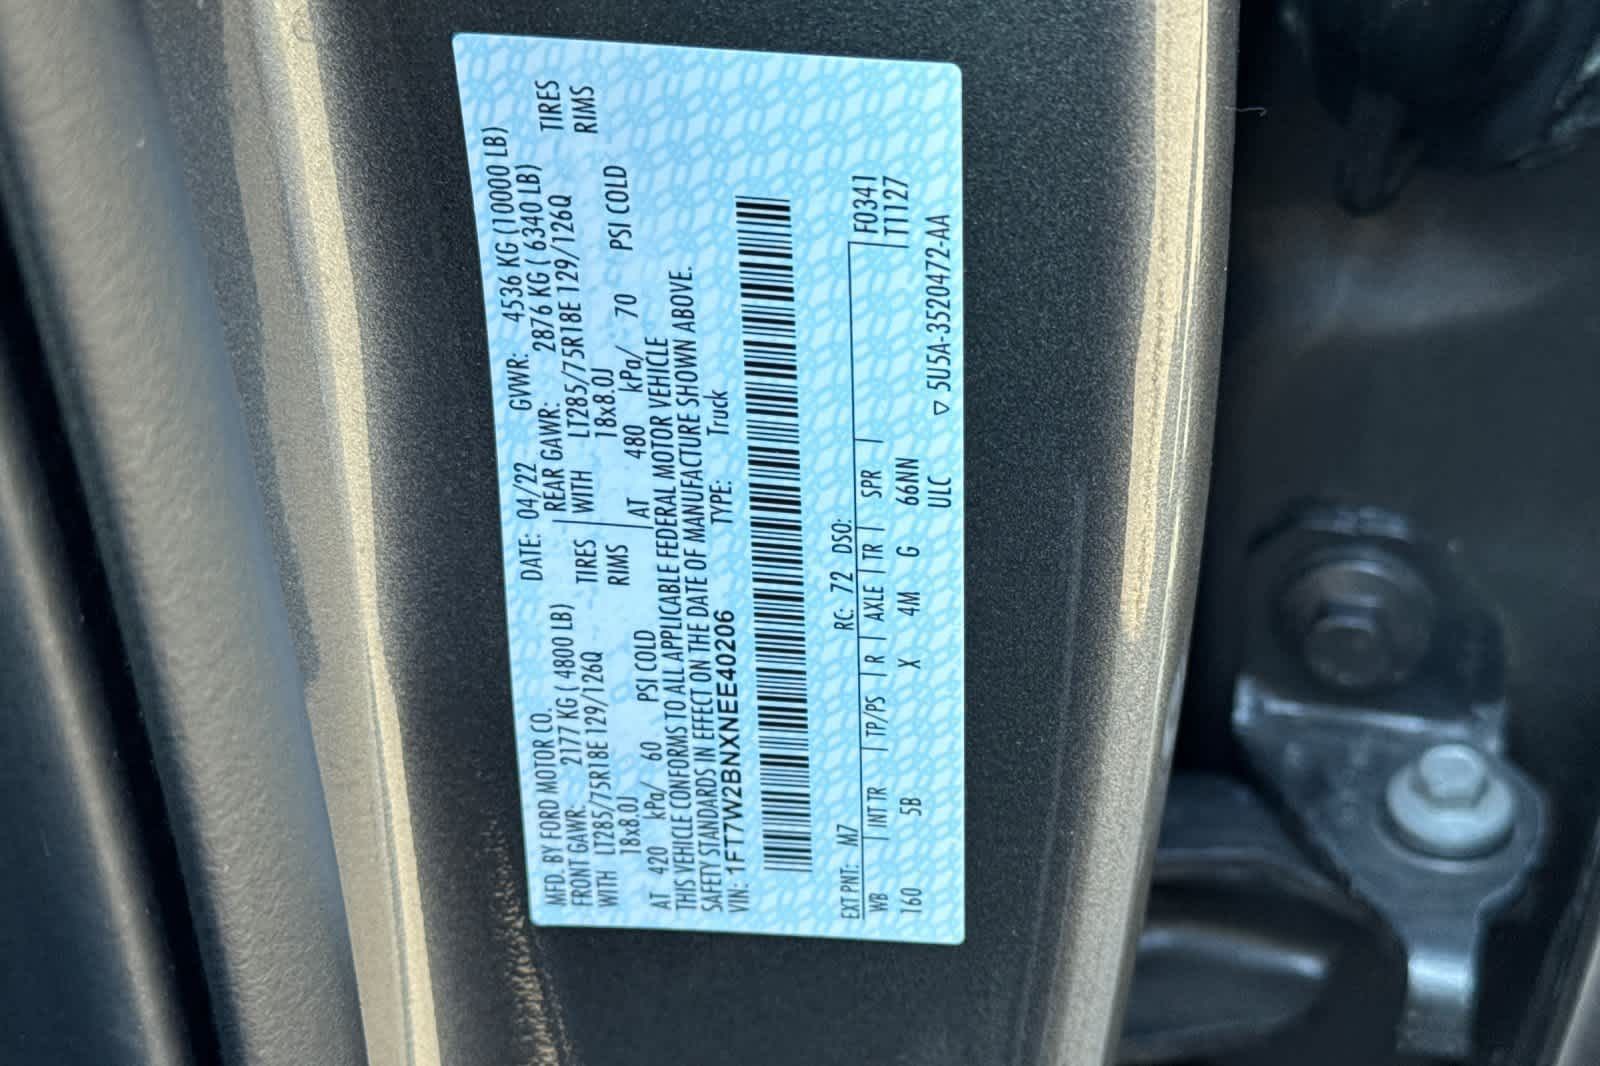 MFD. BY FORD MOTOR CO. DATE: 04/22 GVWR: 4536 KG (10000 LB)
FRONT GAWR: 2177 KG ( 4800 LB) REAR GAWR: 2876 KG ( 6340 LB)
WITH LT285/75R18E 129/126Q TIRES WITH LT285/75R18E 129/126Q TIRES
18x8.0J RIMS 18x8.0J RIMS
AT 420 kPa/ 60 PSI COLD AT 480 kPa/ 70 PSI COLD
THIS VEHICLE CONFORMS TO ALL APPLICABLE FEDERAL MOTOR VEHICLE
SAFETY STANDARDS IN EFFECT ON THE DATE OF MANUFACTURE SHOWN ABOVE.
VIN: 1FT7W2BNXNEE40206 TYPE: Truck
EXT PNT: M7 RC: 72 DSO: F0341
WB INT TR TP/PS R AXLE TR SPR T1127
160 5B X 4M G 66NN
ULC ▽ 5U5A-3520472-AA